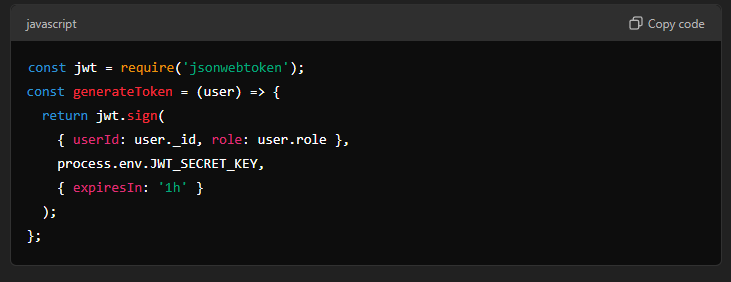 javascript
Copy code
const jwt = require('jsonwebtoken');
const generateToken = (user) => {
  return jwt.sign(
    { userId: user._id, role: user.role },
    process.env.JWT_SECRET_KEY,
    { expiresIn: '1h' }
  );
};